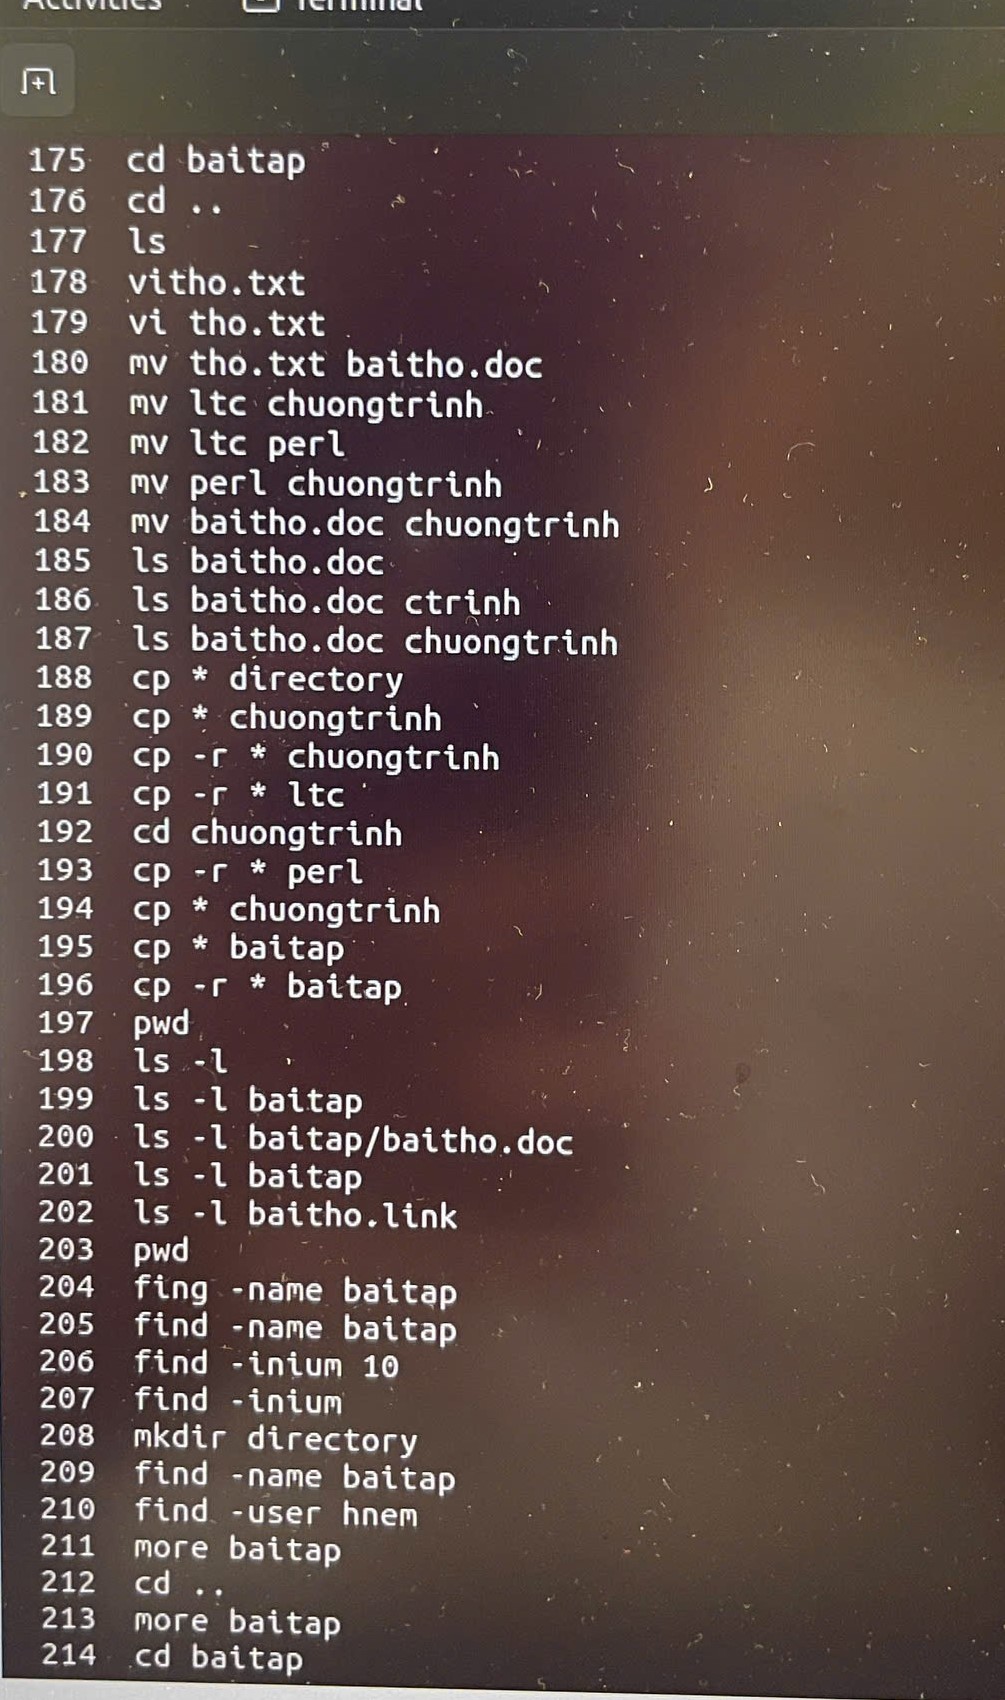 Activities Terminal
175 cd baitap
176 cd ..
177 ls
178 vitho.txt
179 vi tho.txt
180 mv tho.txt baitho.doc
181 mv ltc chuongtrinh
182 mv ltc perl
183 mv perl chuongtrinh
184 mv baitho.doc chuongtrinh
185 ls baitho.doc
186 ls baitho.doc ctrinh
187 ls baitho.doc chuongtrinh
188 cp * directory
189 cp * chuongtrinh
190 cp -r * chuongtrinh
191 cp -r * ltc
192 cd chuongtrinh
193 cp -r * perl
194 cp * chuongtrinh
195 cp * baitap
196 cp -r * baitap
197 pwd
198 ls -l
199 ls -l baitap
200 ls -l baitap/baitho.doc
201 ls -l baitap
202 ls -l baitho.link
203 pwd
204 fing -name baitap
205 find -name baitap
206 find -inium 10
207 find -inium
208 mkdir directory
209 find -name baitap
210 find -user hnem
211 more baitap
212 cd ..
213 more baitap
214 cd baitap